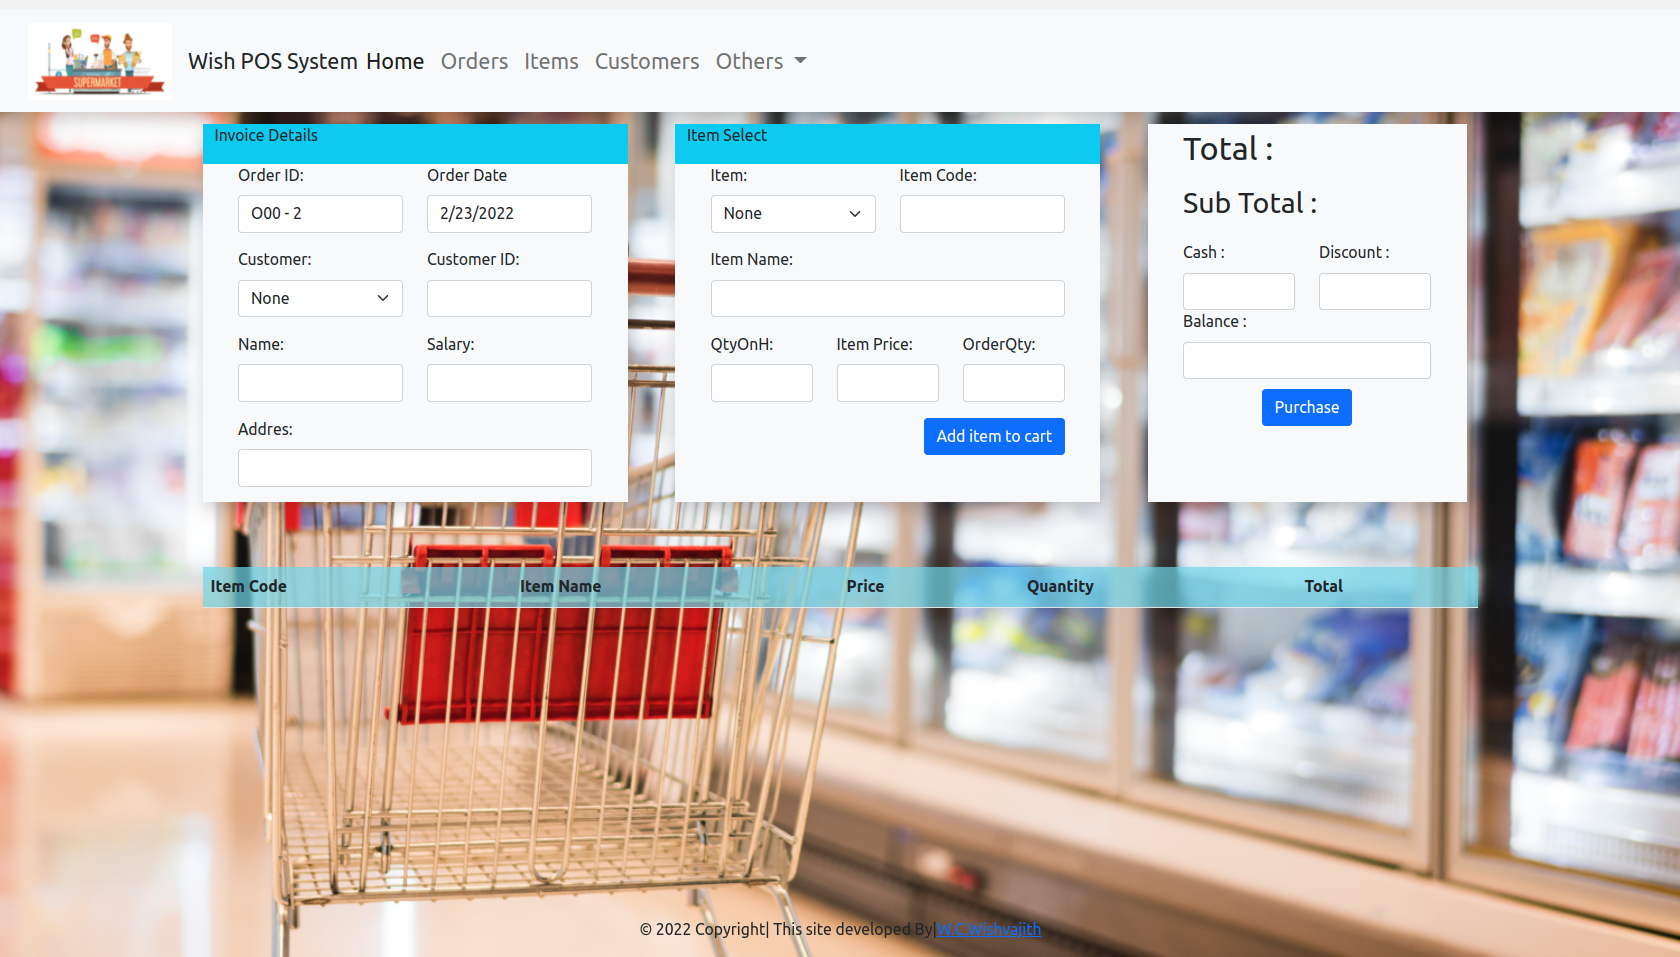 SUPERMARKET
Wish POS System Home Orders Items Customers Others
Invoice Details
Order ID: Order Date
O00 - 2 2/23/2022
Customer: Customer ID:
None
Name: Salary:
Addres:
Item Select
Item: Item Code:
None
Item Name:
QtyOnH: Item Price: OrderQty:
Add item to cart
Total :
Sub Total :
Cash : Discount :
Balance :
Purchase
Item Code Item Name Price Quantity Total
© 2022 Copyright| This site developed By|W.C.Wishvajith